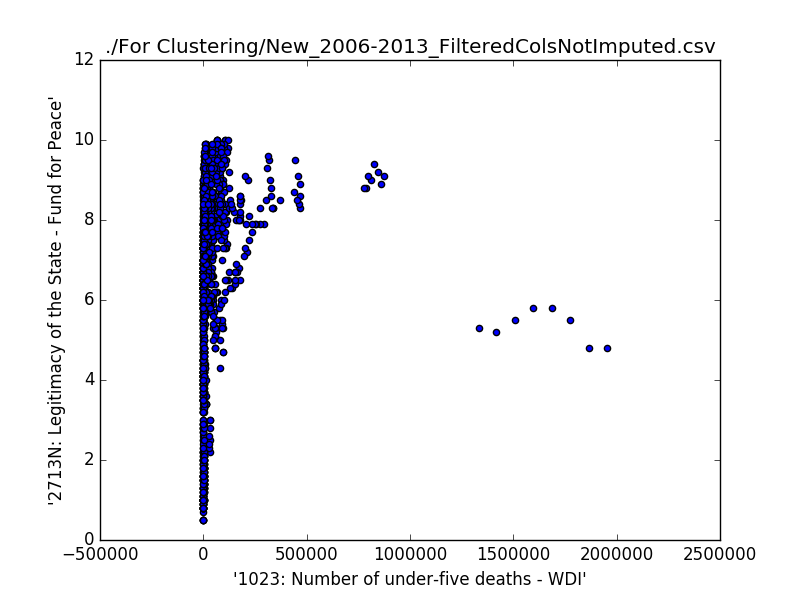 ./For Clustering/New_2006-2013_FilteredColsNotImputed.csv
12
10
8
6
4
2
0
'2713N: Legitimacy of the State - Fund for Peace'
−500000 0 500000 1000000 1500000 2000000 2500000
'1023: Number of under-five deaths - WDI'